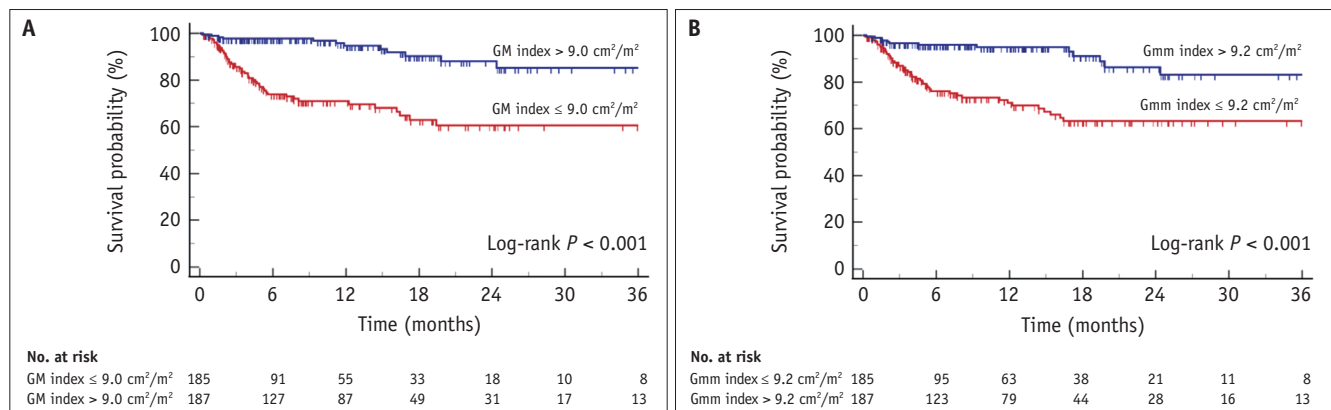 A
Survival probability (%)
100
80
60
40
20
0
GM index > 9.0 cm²/m²
GM index ≤ 9.0 cm²/m²
Log-rank P < 0.001
0 6 12 18 24 30 36
Time (months)
No. at risk
GM index ≤ 9.0 cm²/m² 185 91 55 33 18 10 8
GM index > 9.0 cm²/m² 187 127 87 49 31 17 13
B
Survival probability (%)
100
80
60
40
20
0
Gmm index > 9.2 cm²/m²
Gmm index ≤ 9.2 cm²/m²
Log-rank P < 0.001
0 6 12 18 24 30 36
Time (months)
No. at risk
Gmm index ≤ 9.2 cm²/m² 185 95 63 38 21 11 8
Gmm index > 9.2 cm²/m² 187 123 79 44 28 16 13